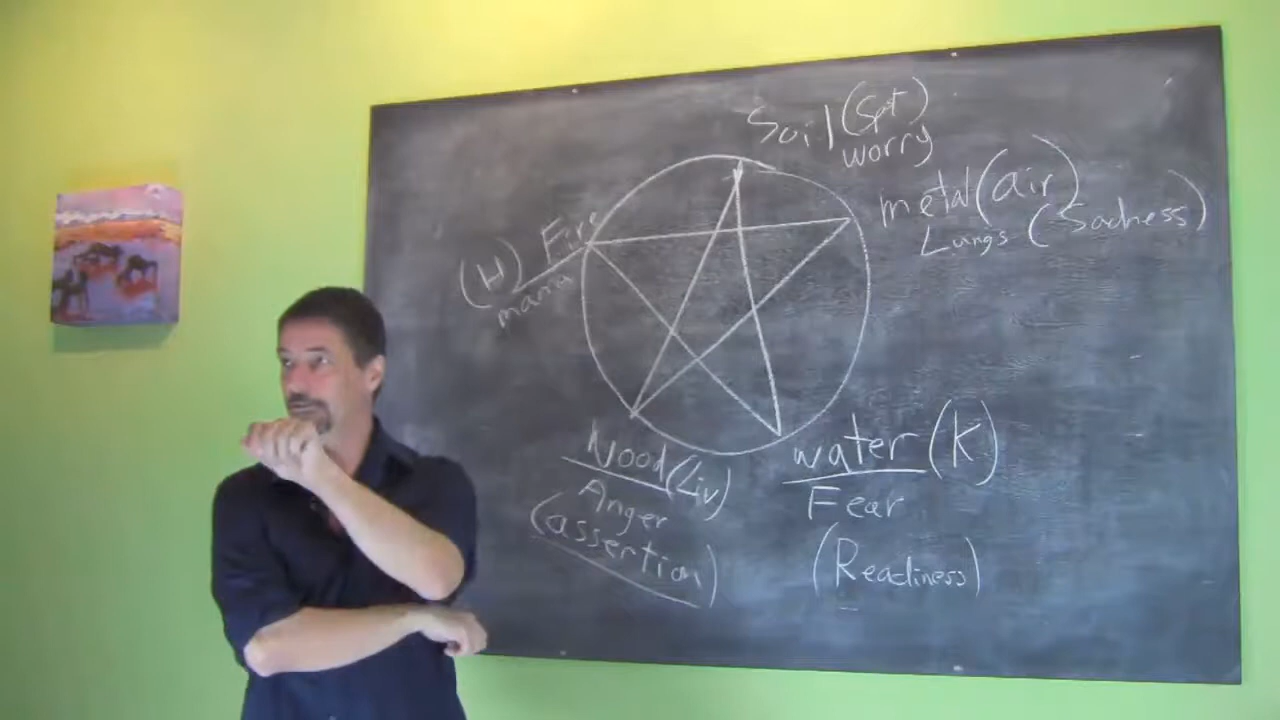 Soil (Spt)
worry
metal (air)
Lungs (Sadness)
Fire
(H)
mania
Wood (Liv)
Anger
(assertion)
water (K)
Fear
(Readiness)